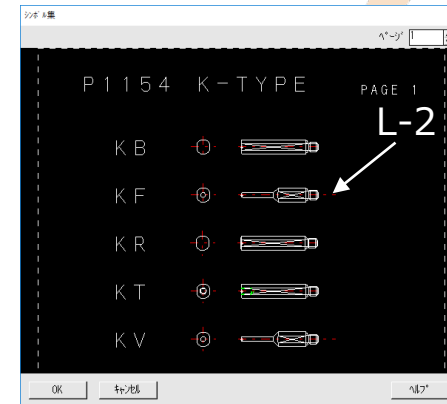 シンボル集
ページ 1
P1154 K-TYPE
PAGE 1
L-2
KB
KF
KR
KT
KV
OK キャンセル ヘルプ